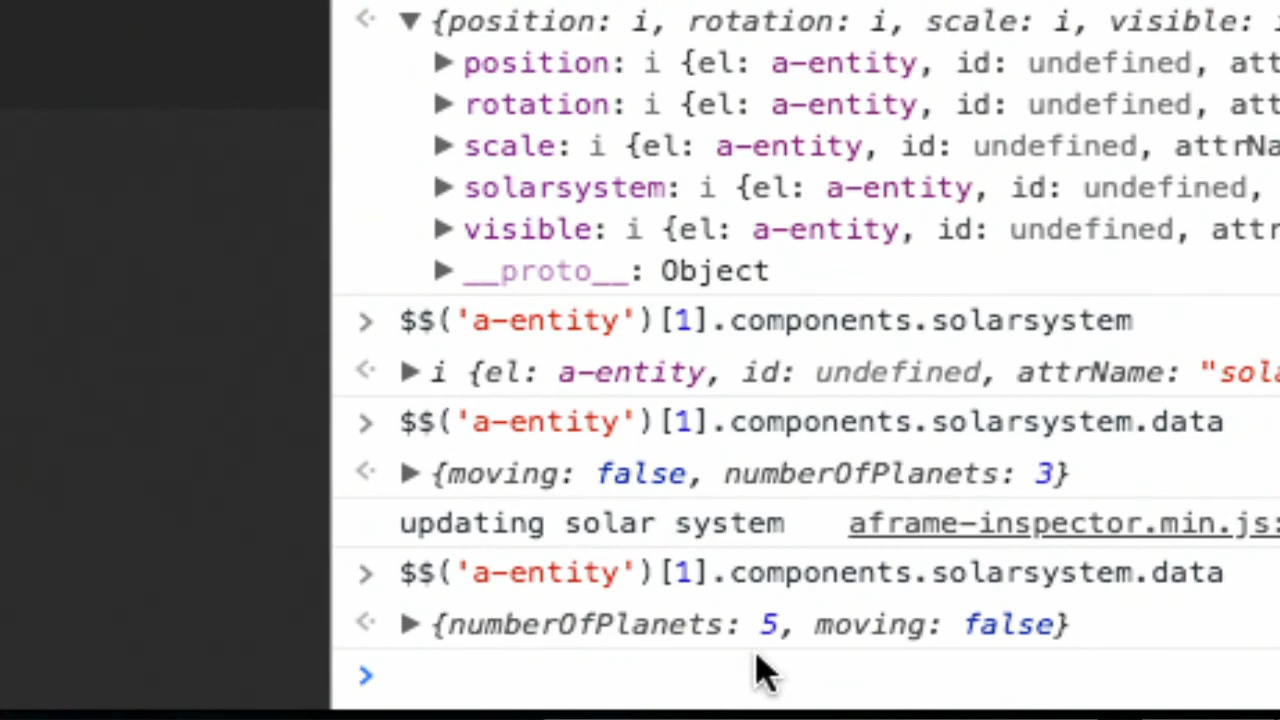 {position: i, rotation: i, scale: i, visible:
position: i {el: a-entity, id: undefined, att
rotation: i {el: a-entity, id: undefined, att
scale: i {el: a-entity, id: undefined, attrNa
solarsystem: i {el: a-entity, id: undefined,
visible: i {el: a-entity, id: undefined, attr
__proto__: Object
> $$('a-entity')[1].components.solarsystem
i {el: a-entity, id: undefined, attrName: "sola
> $$('a-entity')[1].components.solarsystem.data
{moving: false, numberOfPlanets: 3}
updating solar system aframe-inspector.min.js:
> $$('a-entity')[1].components.solarsystem.data
{numberOfPlanets: 5, moving: false}
>